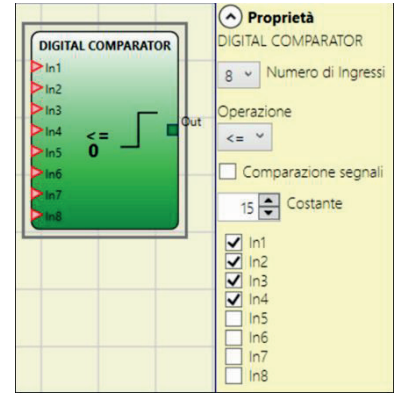 DIGITAL COMPARATOR
In1
In2
In3
In4
In5
In6
In7
In8
<=
0
Out
Proprietà
DIGITAL COMPARATOR
8 Numero di Ingressi
Operazione
<=
Comparazione segnali
15 Costante
In1
In2
In3
In4
In5
In6
In7
In8